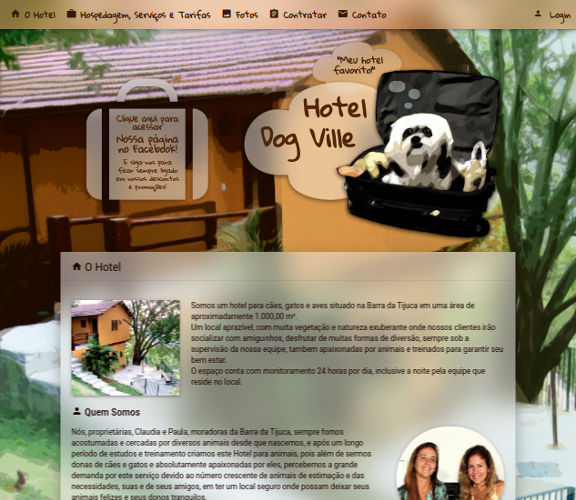 O Hotel Hospedagem, Serviços e Tarifas Fotos Contratar Contato Login
"Meu hotel
favorito!"
Hotel
Dog Ville
Clique aqui para
acessar
Nossa página
no Facebook!
E siga-nos para
ficar sempre ligado
em nossos descontos
e promoções!
O Hotel
Somos um hotel para cães, gatos e aves situado na Barra da Tijuca em uma área de
aproximadamente 1.000,00 m².
Um local aprazível, com muita vegetação e natureza exuberante onde nossos clientes irão
socializar com amiguinhos, desfrutar de muitas formas de diversão, sempre sob a
supervisão da nossa equipe, tambem apaixonadas por animais e treinados para garantir seu
bem estar.
O espaço conta com monitoramento 24 horas por dia, inclusive a noite pela equipe que
reside no local.
Quem Somos
Nós, proprietárias, Claudia e Paula, moradoras da Barra da Tijuca, sempre fomos
acostumadas e cercadas por diversos animais desde que nascemos, e após um longo
período de estudos e treinamento criamos este Hotel para animais, pois além de sermos
donas de cães e gatos e absolutamente apaixonadas por eles, percebemos a grande
demanda por este serviço devido ao número crescente de animais de estimação e das
necessidades, suas e de seus amigos, em ter um local seguro onde possam deixar seus
animais felizes e seus donos tranquilos.